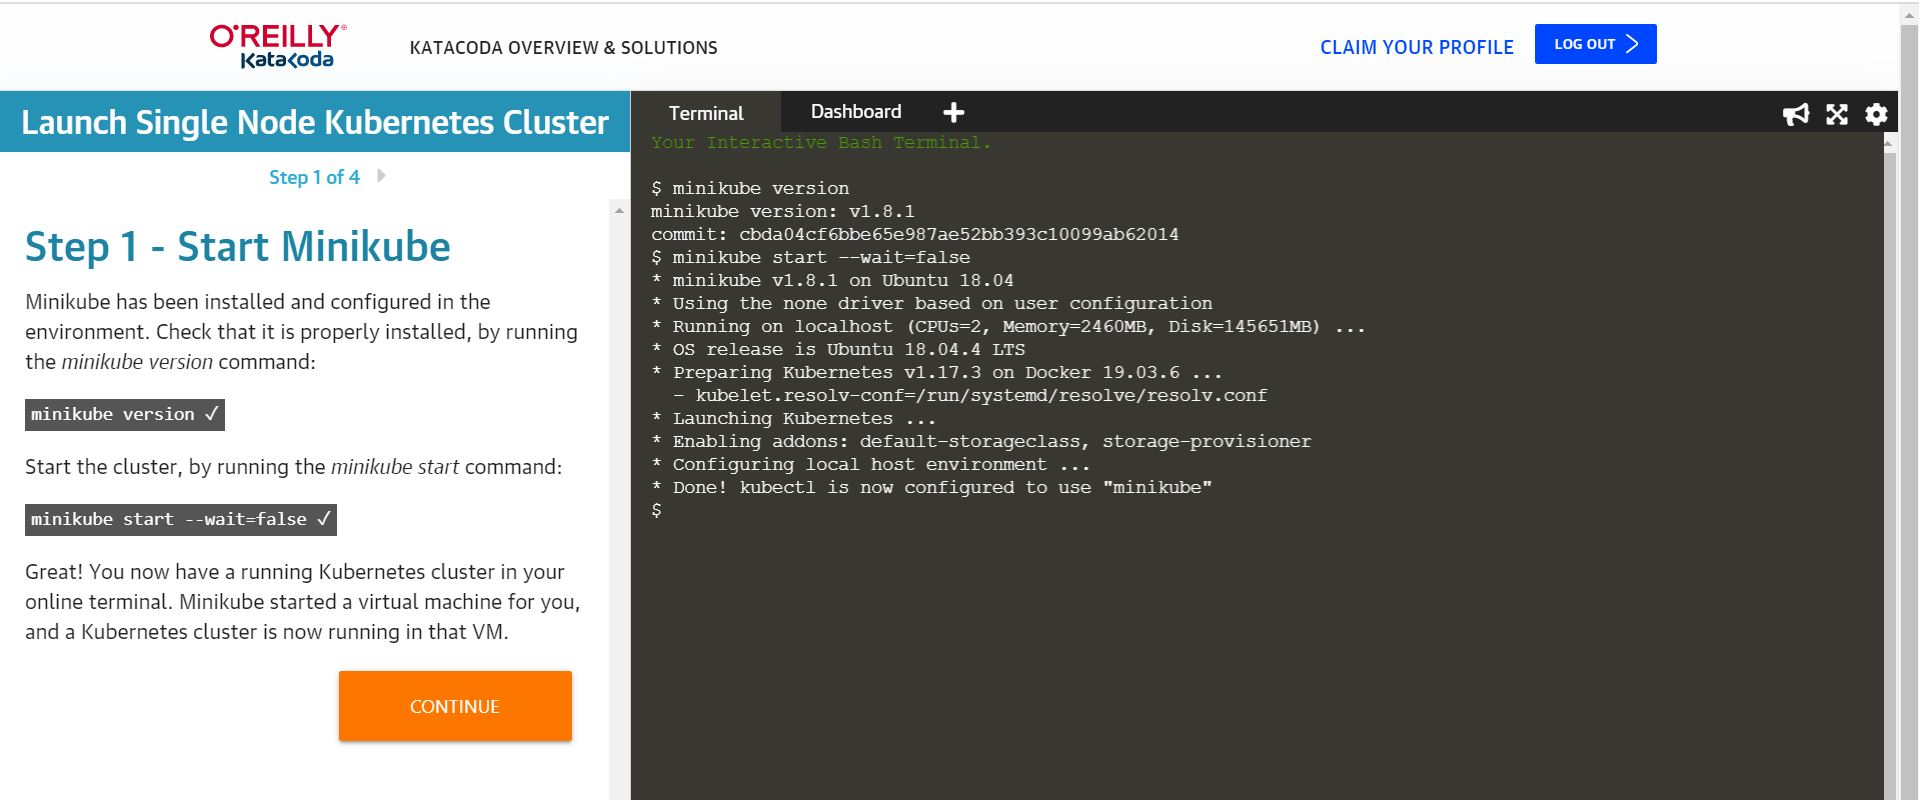 O'REILLY®
Katacoda
KATACODA OVERVIEW & SOLUTIONS
CLAIM YOUR PROFILE
LOG OUT
Launch Single Node Kubernetes Cluster
Step 1 of 4
Step 1 - Start Minikube
Minikube has been installed and configured in the
environment. Check that it is properly installed, by running
the minikube version command:
minikube version ✓
Start the cluster, by running the minikube start command:
minikube start --wait=false ✓
Great! You now have a running Kubernetes cluster in your
online terminal. Minikube started a virtual machine for you,
and a Kubernetes cluster is now running in that VM.
CONTINUE
Terminal
Dashboard
Your Interactive Bash Terminal.
$ minikube version
minikube version: v1.8.1
commit: cbda04cf6bbe65e987ae52bb393c10099ab62014
$ minikube start --wait=false
* minikube v1.8.1 on Ubuntu 18.04
* Using the none driver based on user configuration
* Running on localhost (CPUs=2, Memory=2460MB, Disk=145651MB) ...
* OS release is Ubuntu 18.04.4 LTS
* Preparing Kubernetes v1.17.3 on Docker 19.03.6 ...
  - kubelet.resolv-conf=/run/systemd/resolve/resolv.conf
* Launching Kubernetes ...
* Enabling addons: default-storageclass, storage-provisioner
* Configuring local host environment ...
* Done! kubectl is now configured to use "minikube"
$